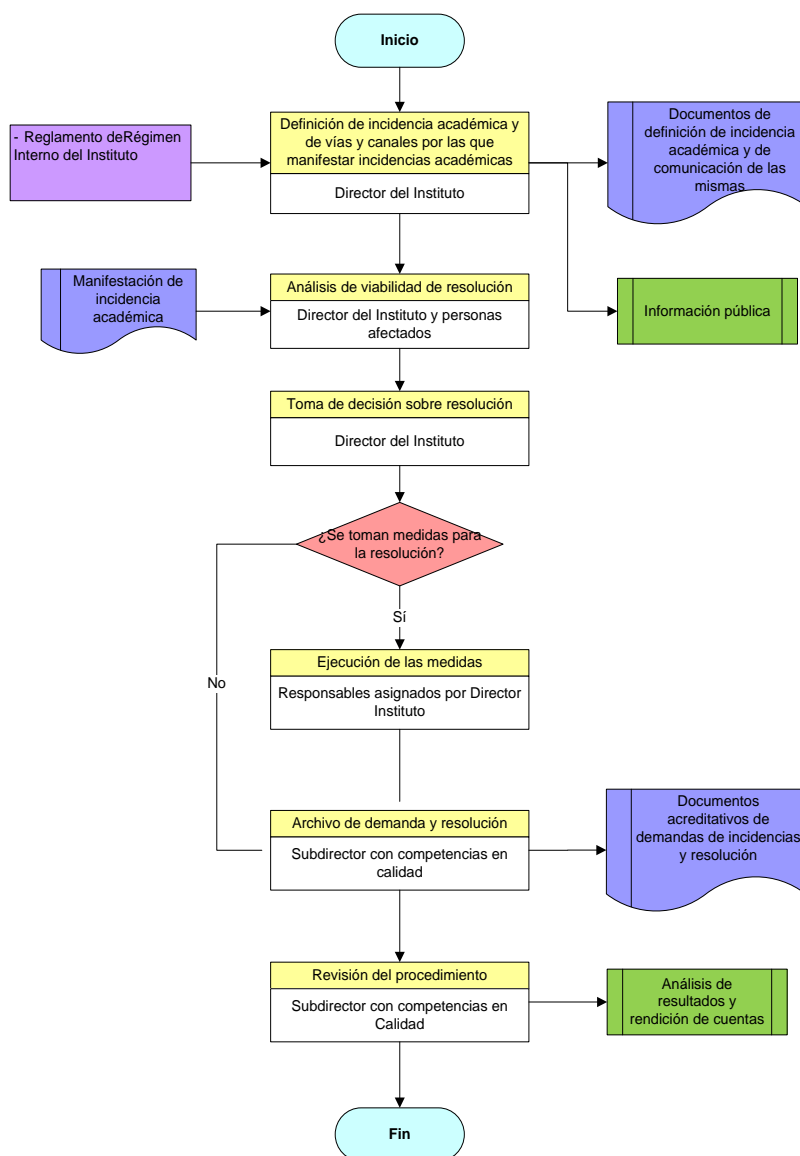 Inicio
- Reglamento deRégimen
Interno del Instituto
Definición de incidencia académica y
de vías y canales por las que
manifestar incidencias académicas
Director del Instituto
Documentos de
definición de incidencia
académica y de
comunicación de las
mismas
Manifestación de
incidencia
académica
Análisis de viabilidad de resolución
Director del Instituto y personas
afectados
Información pública
Toma de decisión sobre resolución
Director del Instituto
¿Se toman medidas para
la resolución?
Sí
No
Ejecución de las medidas
Responsables asignados por Director
Instituto
Archivo de demanda y resolución
Subdirector con competencias en
calidad
Documentos
acreditativos de
demandas de incidencias
y resolución
Revisión del procedimiento
Subdirector con competencias en
Calidad
Análisis de
resultados y
rendición de cuentas
Fin